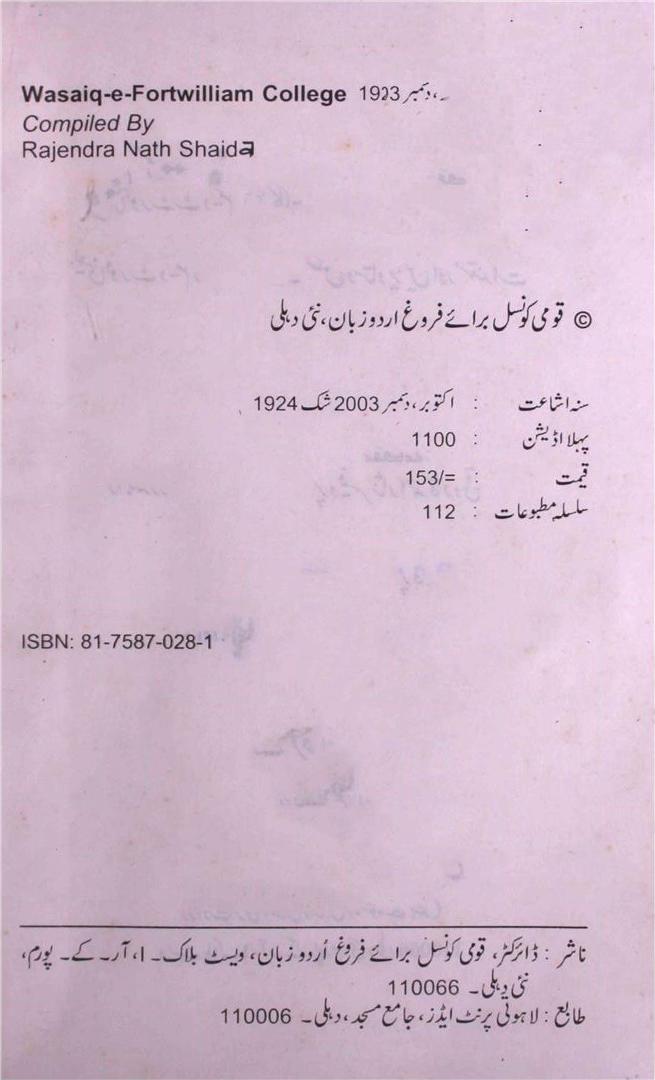 Wasaiq-e-Fortwilliam College 1923 ء، دسمبر
Compiled By
Rajendra Nath Shaida
© قومی کونسل برائے فروغ اردو زبان، نئی دہلی
سنہ اشاعت : اکتوبر، دسمبر 2003 شک 1924
پہلا اڈیشن : 1100
قیمت : 153/=
سلسلہ مطبوعات : 112
ISBN: 81-7587-028-1
ناشر : ڈائرکٹر، قومی کونسل برائے فروغ اُردو زبان، ویسٹ بلاک۔ ۱، آر۔ کے۔ پورم،
نئی دہلی۔ 110066
طابع : لاہوتی پرنٹ ایڈز، جامع مسجد، دہلی۔ 110006